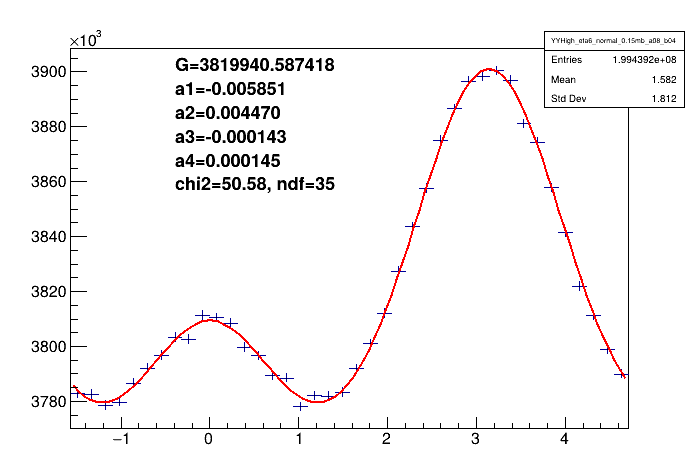 ×10³
YYHigh_eta6_normal_0.15mb_a08_b04
Entries 1.994392e+08
Mean 1.582
Std Dev 1.812
G=3819940.587418
a1=-0.005851
a2=0.004470
a3=-0.000143
a4=0.000145
chi2=50.58, ndf=35
3900
3880
3860
3840
3820
3800
3780
−1 0 1 2 3 4